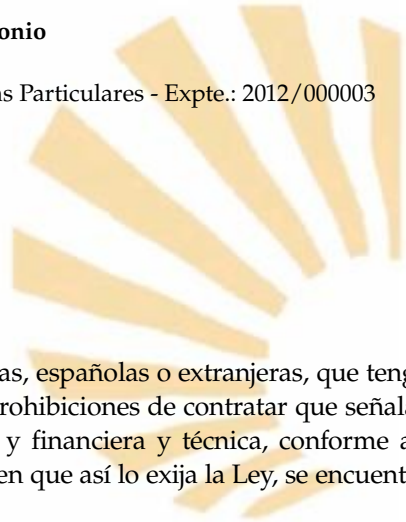 onio
as Particulares - Expte.: 2012/000003
as, españolas o extranjeras, que teng
prohibiciones de contratar que señala
y financiera y técnica, conforme a
en que así lo exija la Ley, se encuent